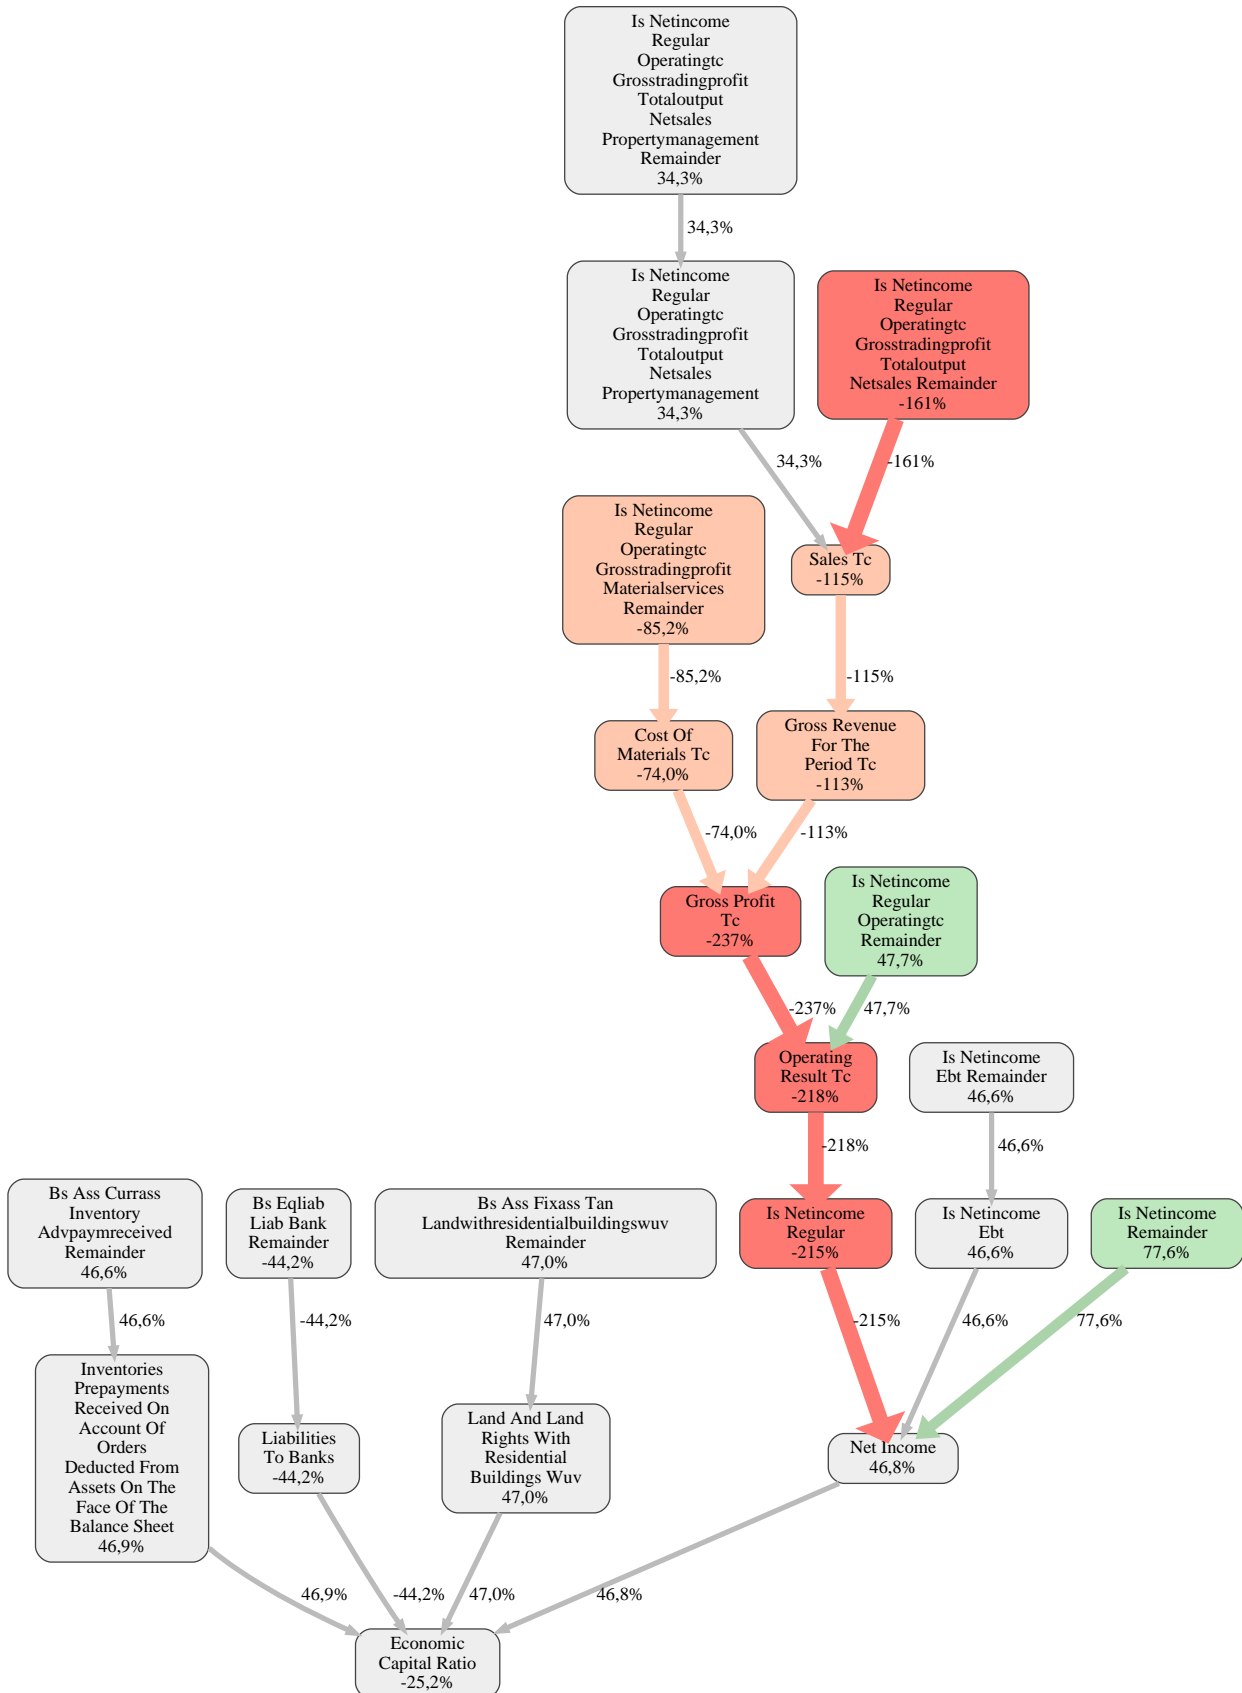 Is Netincome
Regular
Operatingtc
Grosstradingprofit
Totaloutput
Netsales
Propertymanagement
Remainder
34,3%
34,3%
Is Netincome
Regular
Operatingtc
Grosstradingprofit
Totaloutput
Netsales
Propertymanagement
34,3%
Is Netincome
Regular
Operatingtc
Grosstradingprofit
Totaloutput
Netsales Remainder
-161%
34,3%
-161%
Is Netincome
Regular
Operatingtc
Grosstradingprofit
Materialservices
Remainder
-85,2%
Sales Tc
-115%
-85,2%
-115%
Cost Of
Materials Tc
-74,0%
Gross Revenue
For The
Period Tc
-113%
-74,0%
-113%
Gross Profit
Tc
-237%
Is Netincome
Regular
Operatingtc
Remainder
47,7%
-237%
47,7%
Operating
Result Tc
-218%
Is Netincome
Ebt Remainder
46,6%
-218%
46,6%
Bs Ass Currass
Inventory
Advpaymreceived
Remainder
46,6%
Bs Eqliab
Liab Bank
Remainder
-44,2%
Bs Ass Fixass Tan
Landwithresidentialbuildingswuv
Remainder
47,0%
Is Netincome
Regular
-215%
Is Netincome
Ebt
46,6%
Is Netincome
Remainder
77,6%
46,6%
-44,2%
47,0%
-215%
46,6%
77,6%
Inventories
Prepayments
Received On
Account Of
Orders
Deducted From
Assets On The
Face Of The
Balance Sheet
46,9%
Liabilities
To Banks
-44,2%
Land And Land
Rights With
Residential
Buildings Wuv
47,0%
Net Income
46,8%
46,9%
-44,2%
47,0%
46,8%
Economic
Capital Ratio
-25,2%